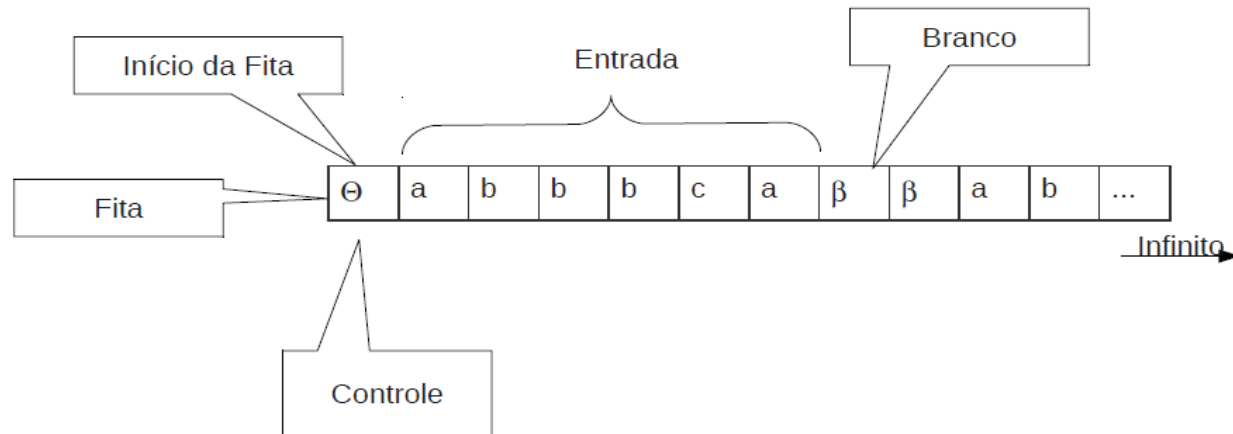 Branco
Início da Fita
Entrada
Θ a b b b c a β β a b ...
Fita
Infinito
Controle